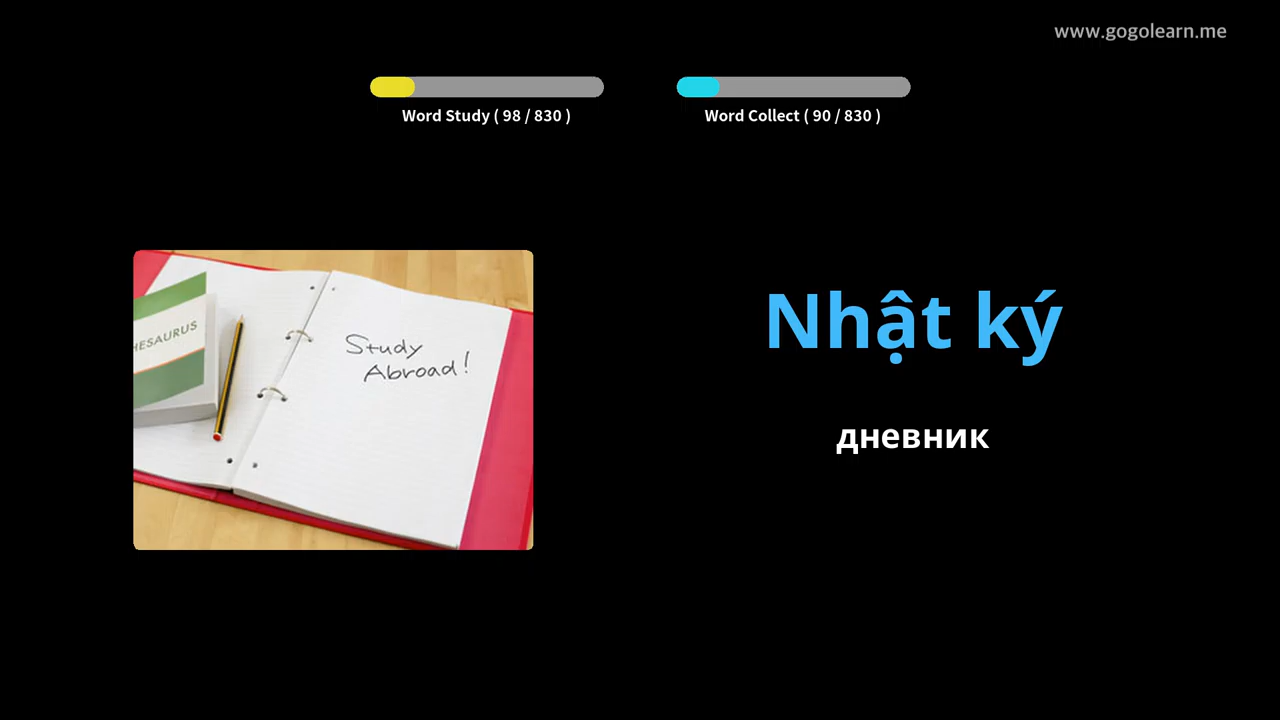 www.gogolearn.me
Word Study ( 98 / 830 )
Word Collect ( 90 / 830 )
HESAURUS
Study
Abroad!
Nhật ký
дневник